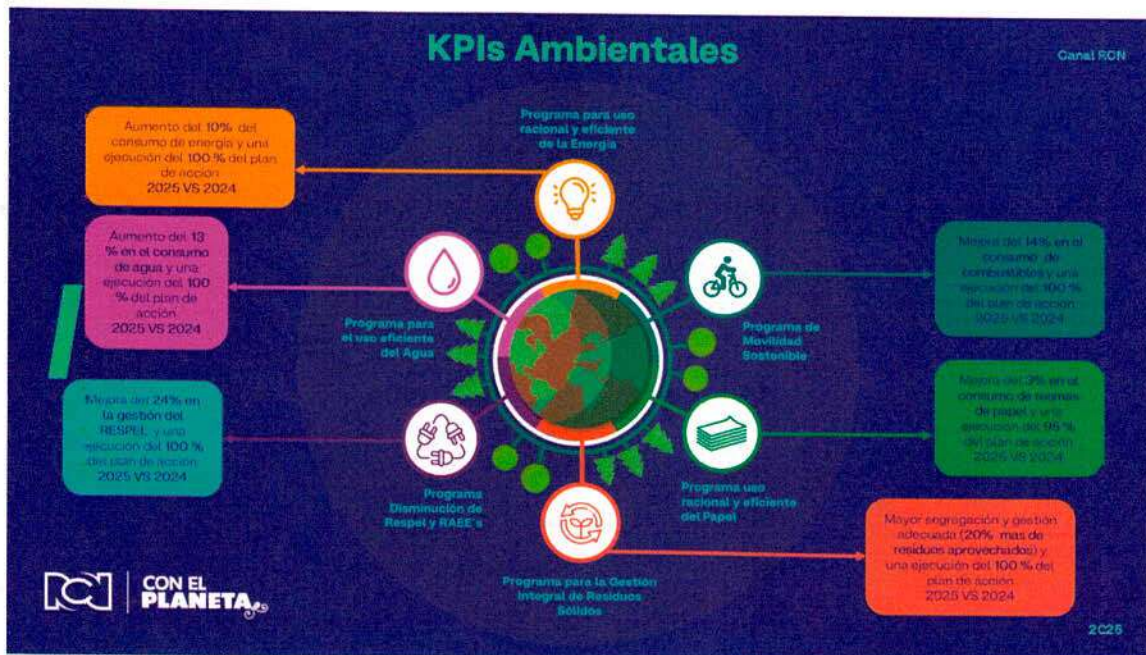 KPIs Ambientales
Canal RCN
Programa para uso
racional y eficiente
de la Energía
Aumento del 10% del
consumo de energía y una
ejecución del 100 % del plan
de acción
2025 VS 2024
Aumento del 13
% en el consumo
de agua y una
ejecución del 100
% del plan de
acción
2025 VS 2024
Programa para
el uso eficiente
del Agua
Mejora del 14% en el
consumo de
combustibles y una
ejecución del 100 %
del plan de acción
2025 VS 2024
Programa de
Movilidad
Sostenible
Mejora del 24% en
la gestión del
RESPEL y una
ejecución del 100 %
del plan de acción
2025 VS 2024
Programa
Disminución de
Respel y RAEE's
Mejora del 3% en el
consumo de resmas
de papel y una
ejecución del 95 %
del plan de acción
2025 VS 2024
Programa uso
racional y eficiente
del Papel
Programa para la Gestión
Integral de Residuos
Sólidos
Mayor segregación y gestión
adecuada (20% mas de
residuos aprovechados) y
una ejecución del 100 % del
plan de acción
2025 VS 2024
RCN
CON EL
PLANETA
2025